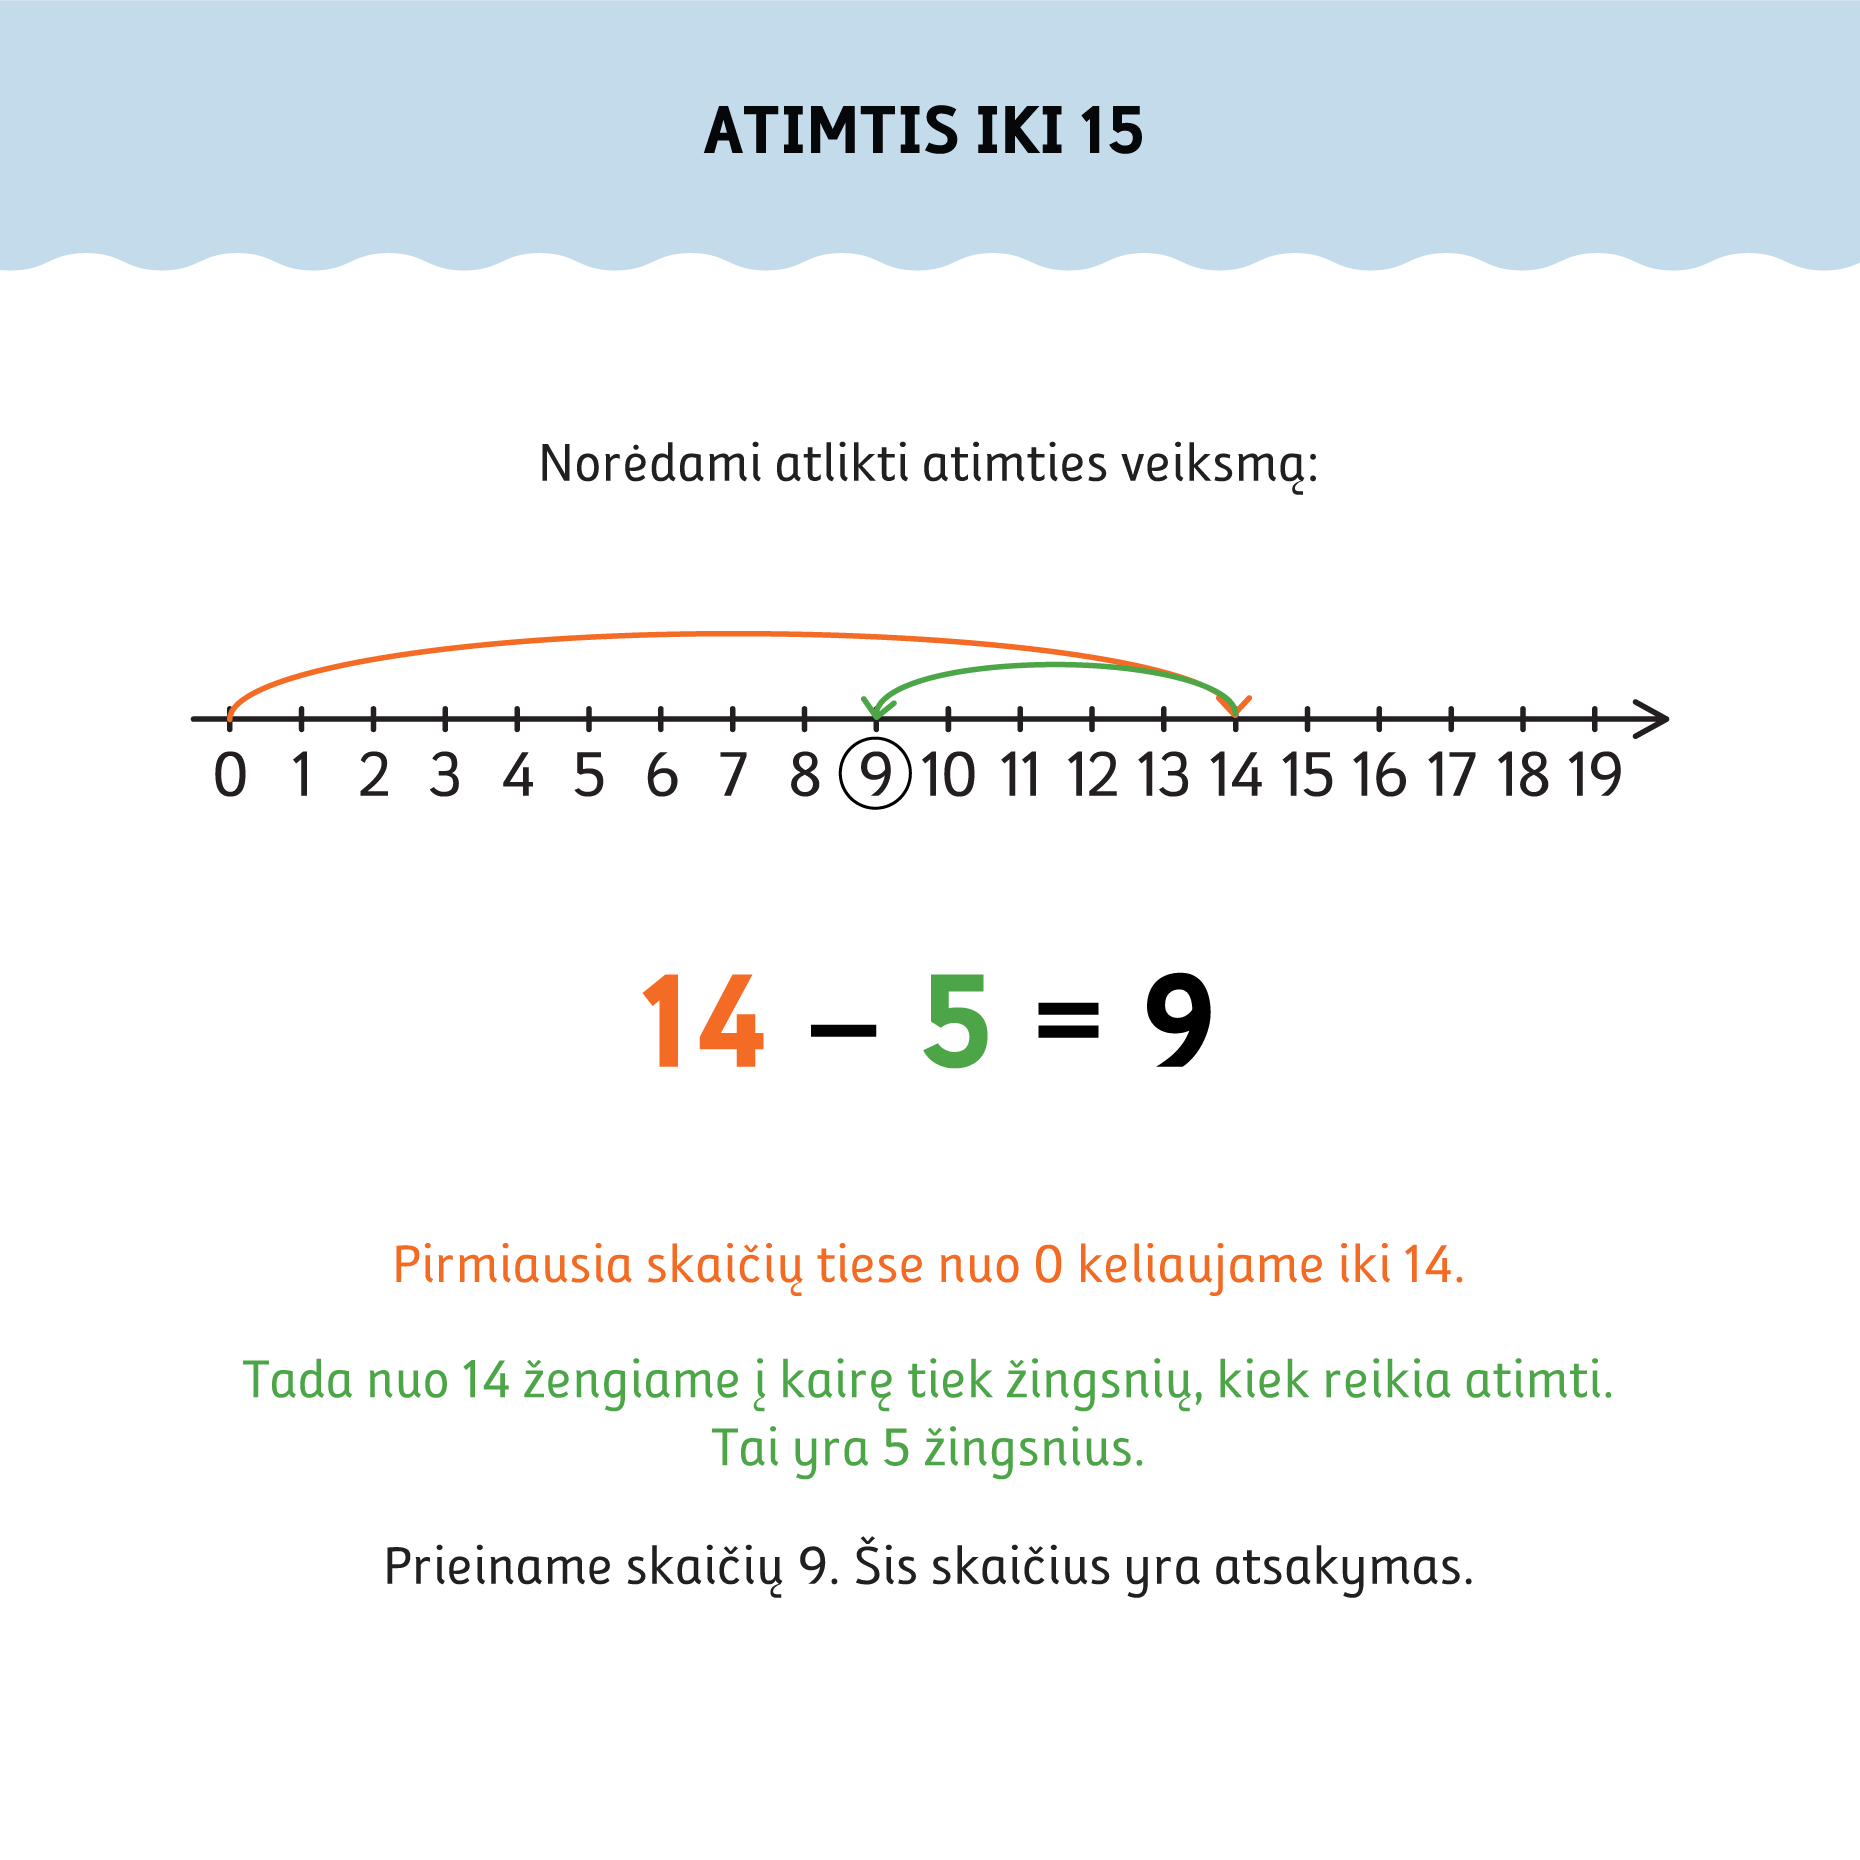 ATIMTIS IKI 15
Norėdami atlikti atimties veiksmą:
0 1 2 3 4 5 6 7 8 9 10 11 12 13 14 15 16 17 18 19
14 – 5 = 9
Pirmiausia skaičių tiese nuo 0 keliaujame iki 14.
Tada nuo 14 žengiame į kairę tiek žingsnių, kiek reikia atimti.
Tai yra 5 žingsnius.
Prieiname skaičių 9. Šis skaičius yra atsakymas.